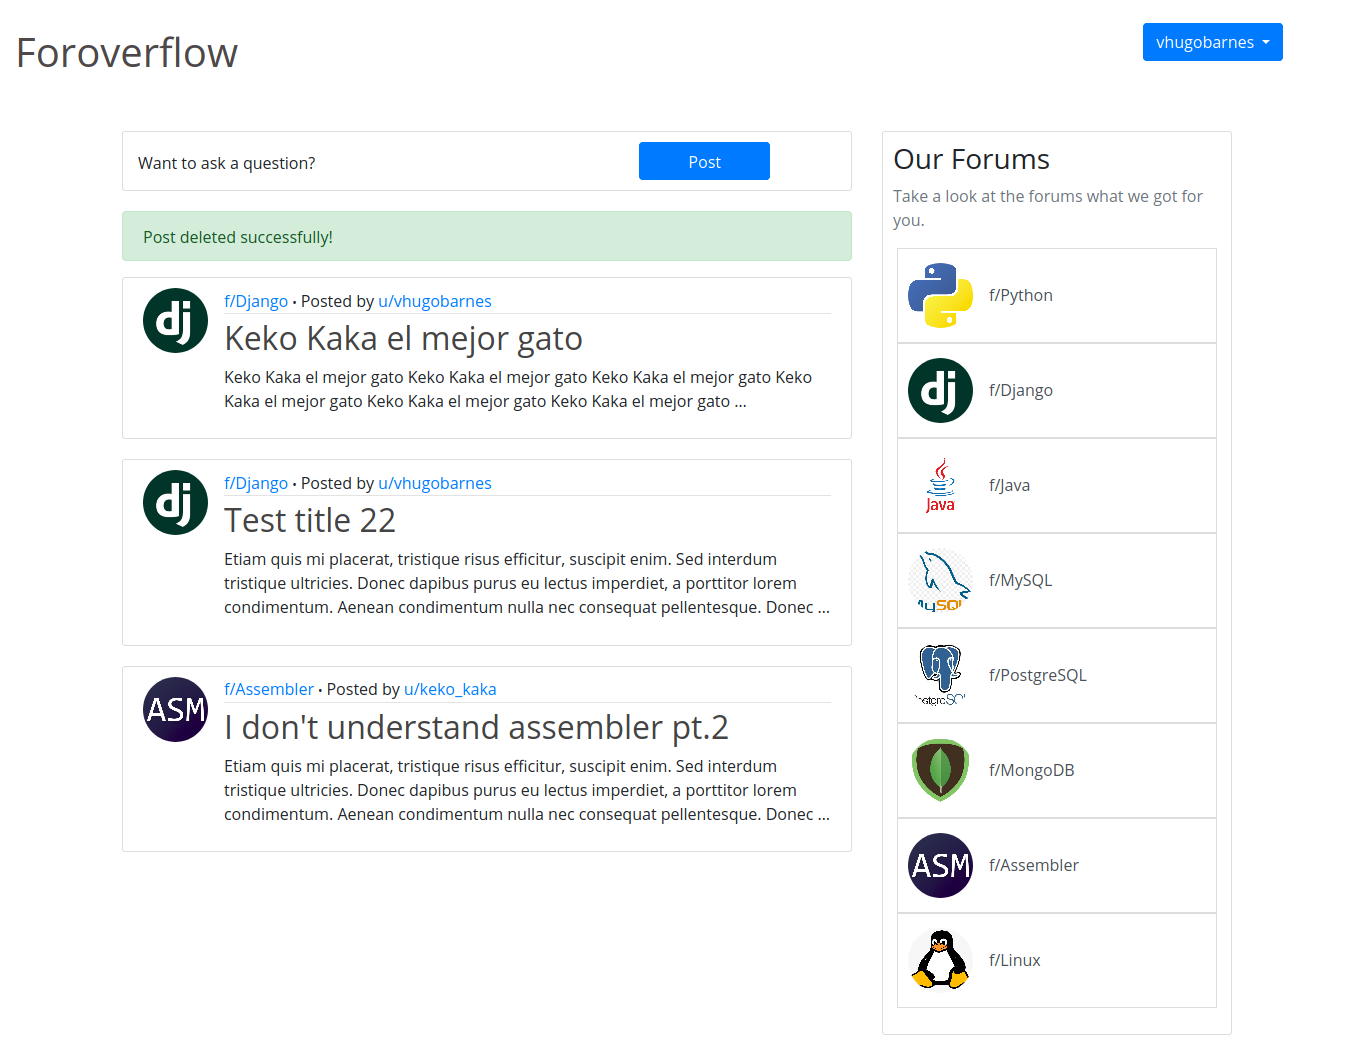 Foroverflow
vhugobarnes
Want to ask a question?
Post
Post deleted successfully!
dj
f/Django • Posted by u/vhugobarnes
Keko Kaka el mejor gato
Keko Kaka el mejor gato Keko Kaka el mejor gato Keko Kaka el mejor gato Keko
Kaka el mejor gato Keko Kaka el mejor gato Keko Kaka el mejor gato ...
dj
f/Django • Posted by u/vhugobarnes
Test title 22
Etiam quis mi placerat, tristique risus efficitur, suscipit enim. Sed interdum
tristique ultricies. Donec dapibus purus eu lectus imperdiet, a porttitor lorem
condimentum. Aenean condimentum nulla nec consequat pellentesque. Donec ...
ASM
f/Assembler • Posted by u/keko_kaka
I don't understand assembler pt.2
Etiam quis mi placerat, tristique risus efficitur, suscipit enim. Sed interdum
tristique ultricies. Donec dapibus purus eu lectus imperdiet, a porttitor lorem
condimentum. Aenean condimentum nulla nec consequat pellentesque. Donec ...
Our Forums
Take a look at the forums what we got for
you.
f/Python
dj
f/Django
Java
f/Java
MySQL
f/MySQL
PostgreSQL
f/PostgreSQL
f/MongoDB
ASM
f/Assembler
f/Linux